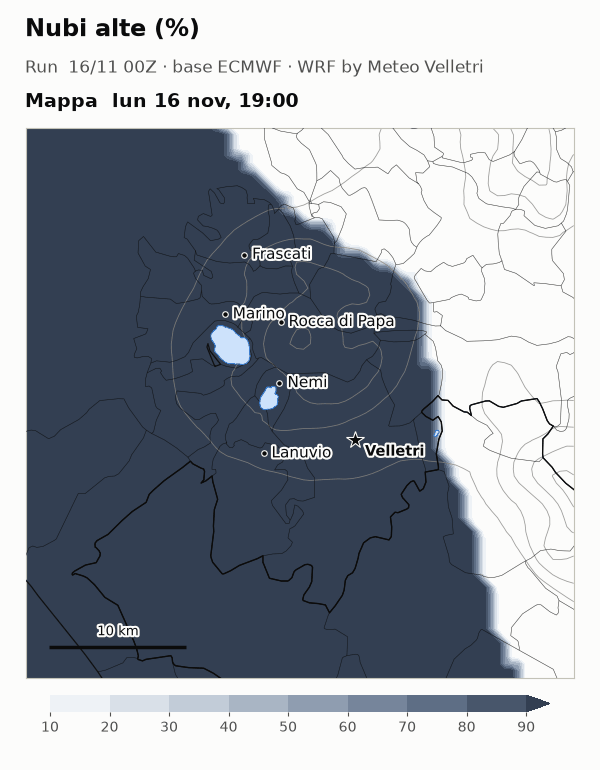 Nubi alte (%)
Run  16/11 00Z · base ECMWF · WRF by Meteo Velletri
Mappa  lun 16 nov, 19:00
Frascati
Marino
Rocca di Papa
Nemi
Velletri
Lanuvio
10 km
10 20 30 40 50 60 70 80 90